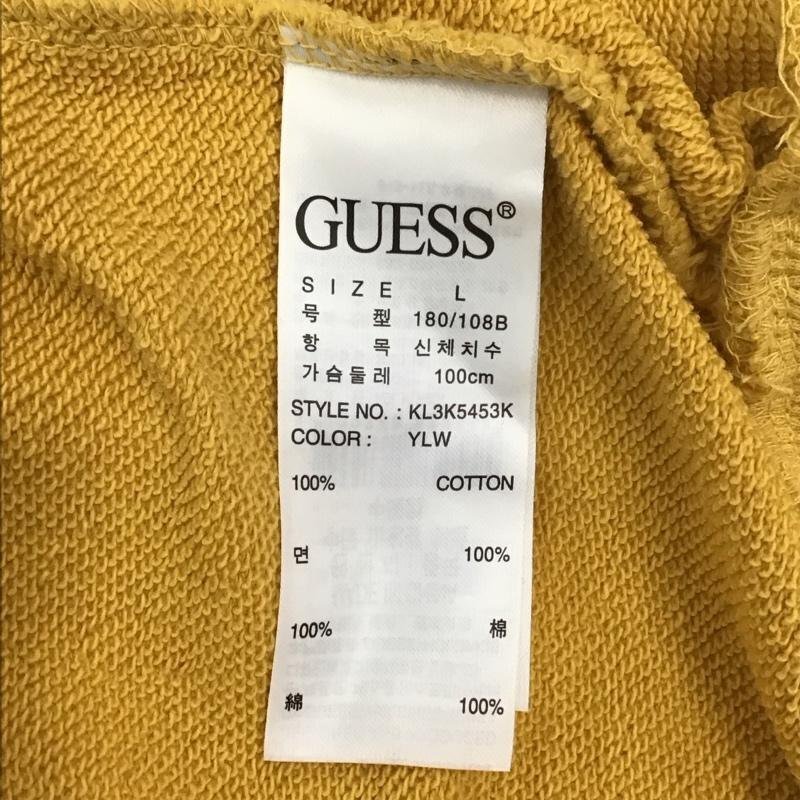 GUESS®
SIZE L
号型 180/108B
항목 신체치수
가슴둘레 100cm
STYLE NO. : KL3K5453K
COLOR : YLW
100% COTTON
면 100%
100% 棉
綿 100%